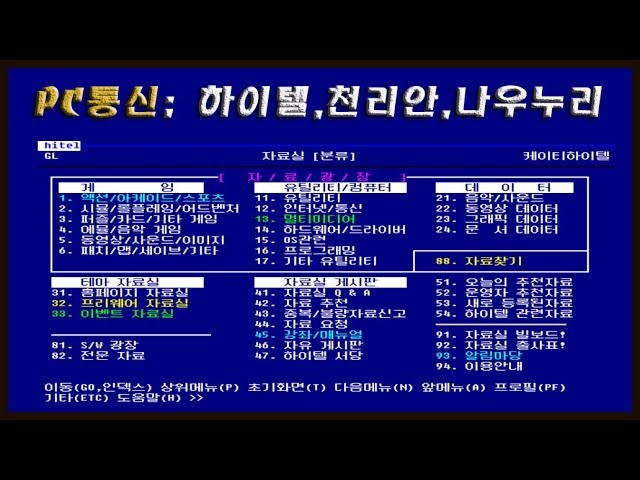 PC통신; 하이텔,천리안,나우누리
hitel
GL 자료실 [분류] 케이티하이텔
[ 자 / 료 / 광 / 장 ]
게 임 유틸리티/컴퓨터 데 이 터
1. 액션/아케이드/스포츠 11. 유틸리티 21. 음악/사운드
2. 시뮬/롤플레잉/어드벤처 12. 인터넷/통신 22. 동영상 데이터
3. 퍼즐/카드/기타 게임 13. 멀티미디어 23. 그래픽 데이터
4. 에뮬/음악 게임 14. 하드웨어/드라이버 24. 문 서 데이터
5. 동영상/사운드/이미지 15. OS관련
6. 패치/맵/세이브/기타 16. 프로그래밍
17. 기타 유틸리티 88. 자료찾기
테마 자료실 자료실 게시판
31. 홈페이지 자료실 41. 자료실 Q & A 51. 오늘의 추천자료
32. 프리웨어 자료실 42. 자료 추천 52. 운영자 추천자료
33. 이벤트 자료실 43. 중복/불량자료신고 53. 새로 등록된자료
44. 자료 요청 54. 하이텔 관련자료
45. 강좌/매뉴얼
81. S/W 광장 46. 자유 게시판 91. 자료실 빌보드!
82. 전문 자료 47. 하이텔 서당 92. 자료실 출사표!
93. 알림마당
94. 이용안내
이동(GO,인덱스) 상위메뉴(P) 초기화면(T) 다음메뉴(N) 앞메뉴(A) 프로필(PF)
기타(ETC) 도움말(H) >>